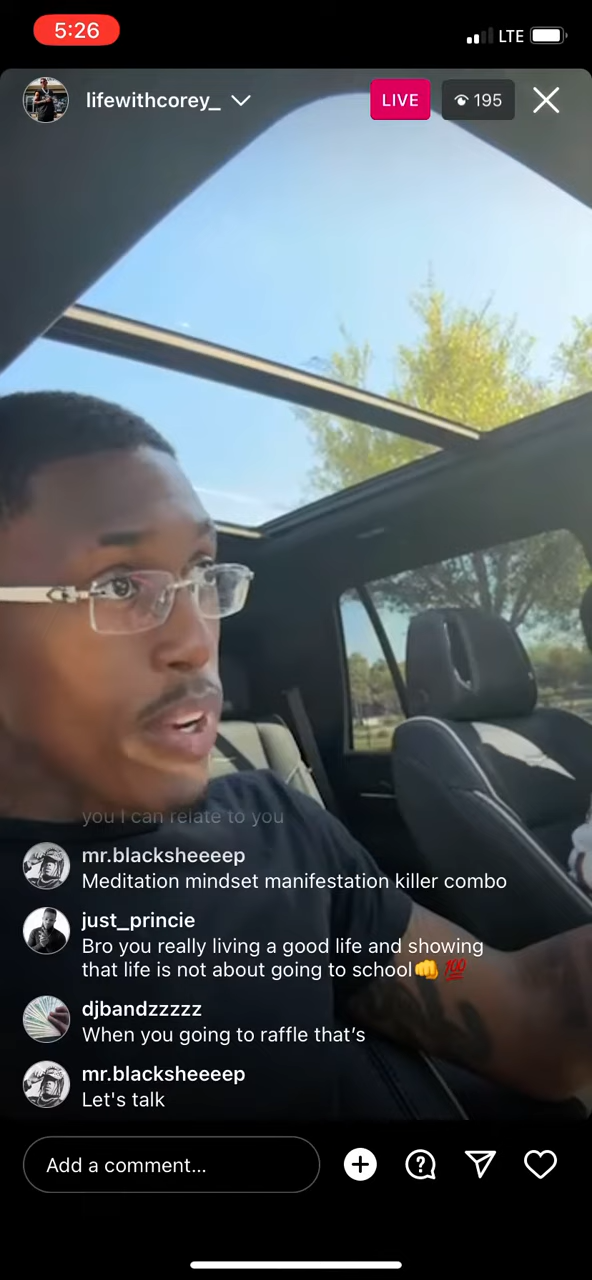 5:26
LTE
lifewithcorey_
LIVE
195
you I can relate to you
mr.blacksheeeep
Meditation mindset manifestation killer combo
just_princie
Bro you really living a good life and showing
that life is not about going to school👊 💯
djbandzzzzz
When you going to raffle that's
mr.blacksheeeep
Let's talk
Add a comment...